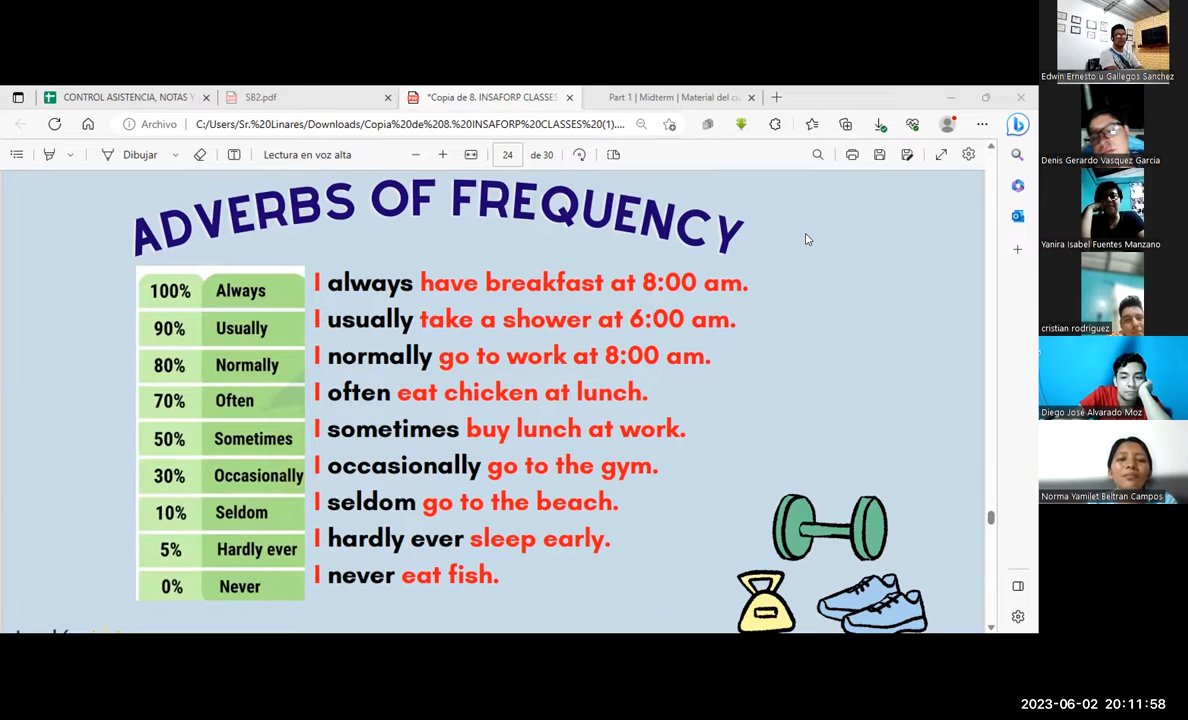 CONTROL ASISTENCIA, NOTAS Y
SB2.pdf
*Copia de 8. INSAFORP CLASSES
Part 1 | Midterm | Material del cu
Archivo
C:/Users/Sr.%20Linares/Downloads/Copia%20de%208.%20INSAFORP%20CLASSES%20(1)....
Dibujar
Lectura en voz alta
24
de 30
ADVERBS OF FREQUENCY
100% Always I always have breakfast at 8:00 am.
90% Usually I usually take a shower at 6:00 am.
80% Normally I normally go to work at 8:00 am.
70% Often I often eat chicken at lunch.
50% Sometimes I sometimes buy lunch at work.
30% Occasionally I occasionally go to the gym.
10% Seldom I seldom go to the beach.
5% Hardly ever I hardly ever sleep early.
0% Never I never eat fish.
Edwin Ernesto u Gallegos Sanchez
Denis Gerardo Vasquez Garcia
Yanira Isabel Fuentes Manzano
cristian rodriguez
Diego José Alvarado Moz
Norma Yamilet Beltran Campos
2023-06-02 20:11:58